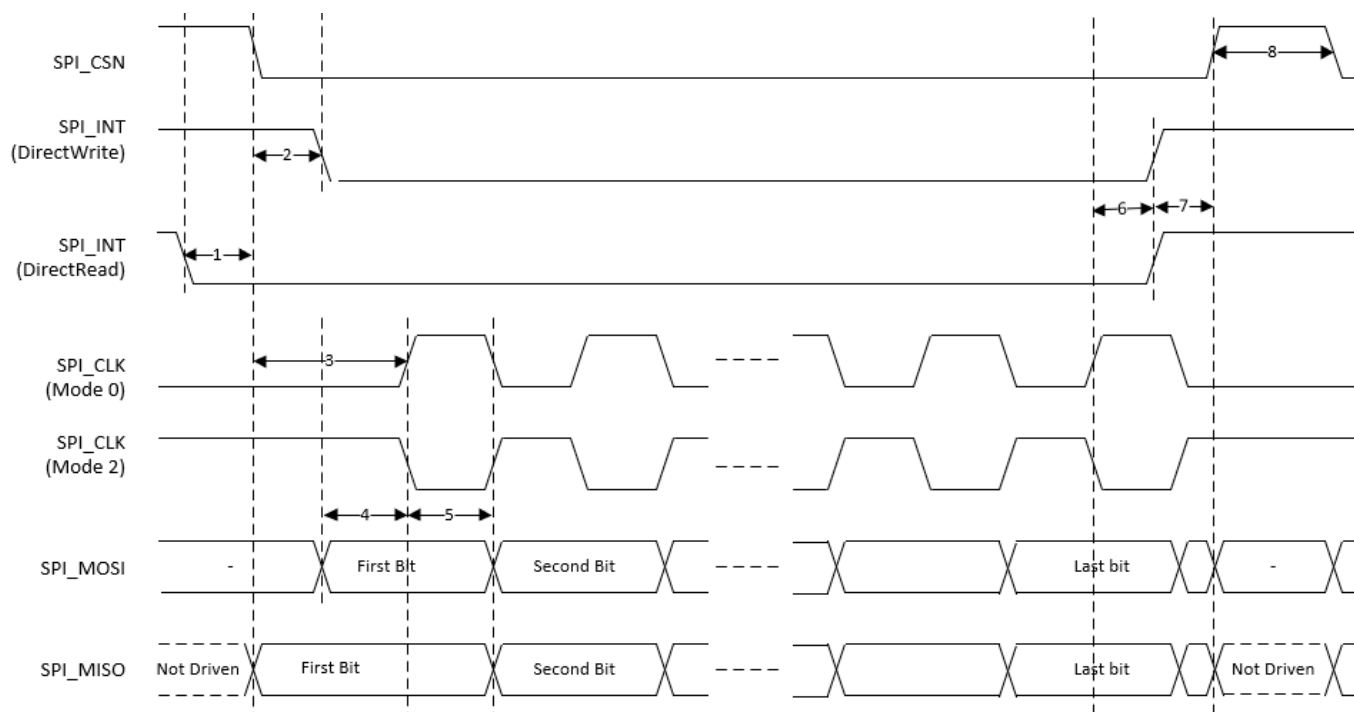 SPI_CSN
8
SPI_INT
(DirectWrite)
2
6
7
SPI_INT
(DirectRead)
1
SPI_CLK
(Mode 0)
3
SPI_CLK
(Mode 2)
4
5
SPI_MOSI
-
First Bit
Second Bit
Last bit
-
SPI_MISO
Not Driven
First Bit
Second Bit
Last bit
Not Driven